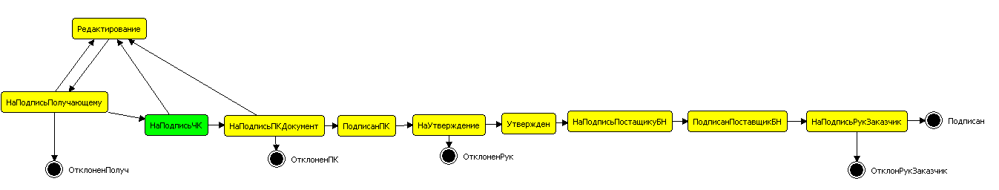 Редактирование
НаПодписьПолучающему
НаПодписьЧК
НаПодписьПКДокумент
ПодписанПК
НаУтверждение
Утвержден
НаПодписьПостащикуБН
ПодписанПоставщикБН
НаПодписьРукЗаказчик
Подписан
ОтклоненПолуч
ОтклоненПК
ОтклоненРук
ОтклонРукЗаказчик